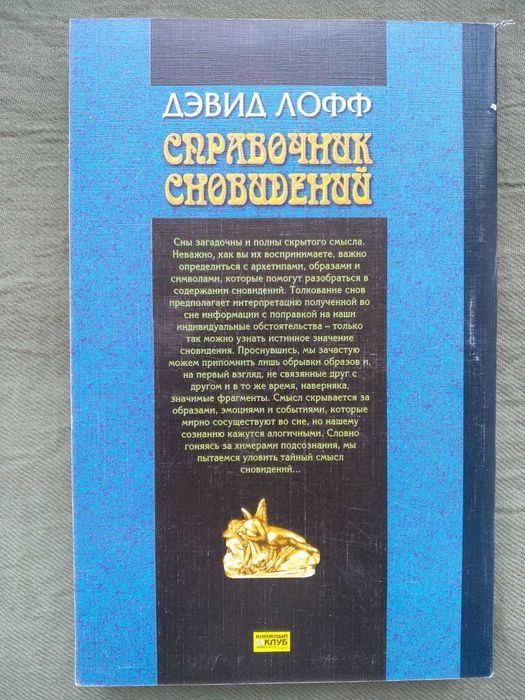 ДЭВИД ЛОФФ
СПРАВОЧНИК
СНОВИДЕНИЙ
Сны загадочны и полны скрытого смысла.
Неважно, как вы их воспринимаете, важно
определиться с архетипами, образами и
символами, которые помогут разобраться в
содержании сновидений. Толкование снов
предполагает интерпретацию полученной во
сне информации с поправкой на наши
индивидуальные обстоятельства – только
так можно узнать истинное значение
сновидения. Проснувшись, мы зачастую
можем припомнить лишь обрывки образов и,
на первый взгляд, не связанные друг с
другом и в то же время, наверняка,
значимые фрагменты. Смысл скрывается за
образами, эмоциями и событиями, которые
мирно сосуществуют во сне, но нашему
сознанию кажутся алогичными. Словно
гоняясь за химерами подсознания, мы
пытаемся уловить тайный смысл
сновидений...
КНИЖНЫЙ
КЛУБ